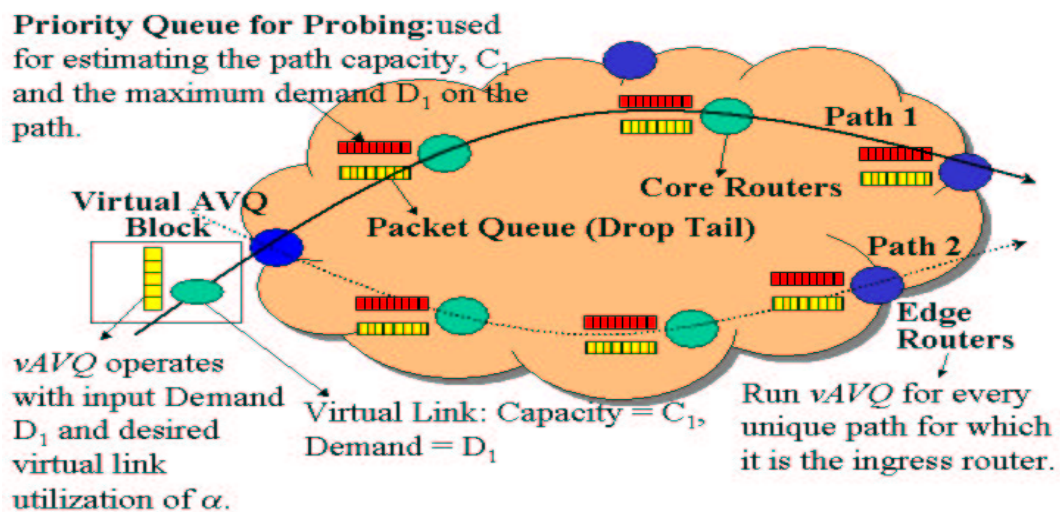 Priority Queue for Probing:used
for estimating the path capacity, C1
and the maximum demand D1 on the
path.
Path 1
Core Routers
Virtual AVQ
Block
Packet Queue (Drop Tail)
Path 2
Edge
Routers
vAVQ operates
with input Demand
D1 and desired
virtual link
utilization of α.
Virtual Link: Capacity = C1,
Demand = D1
Run vAVQ for every
unique path for which
it is the ingress router.